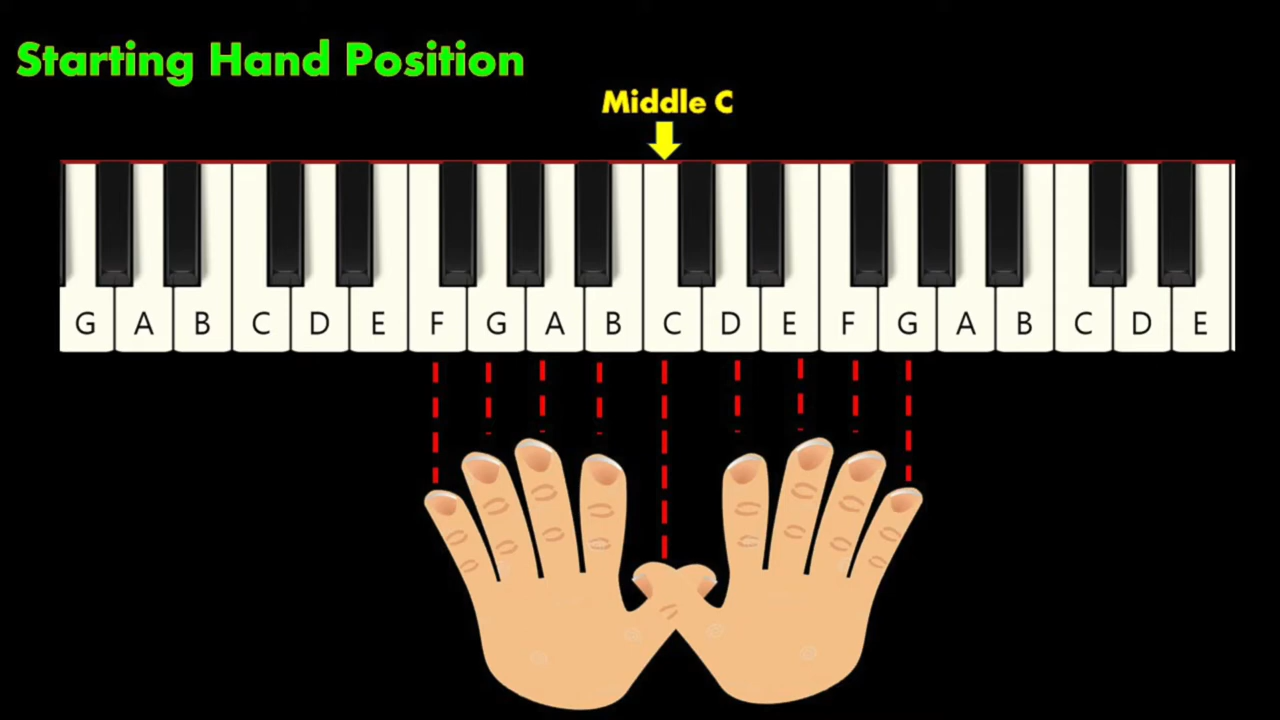 Starting Hand Position
Middle C
G A B C D E F G A B C D E F G A B C D E